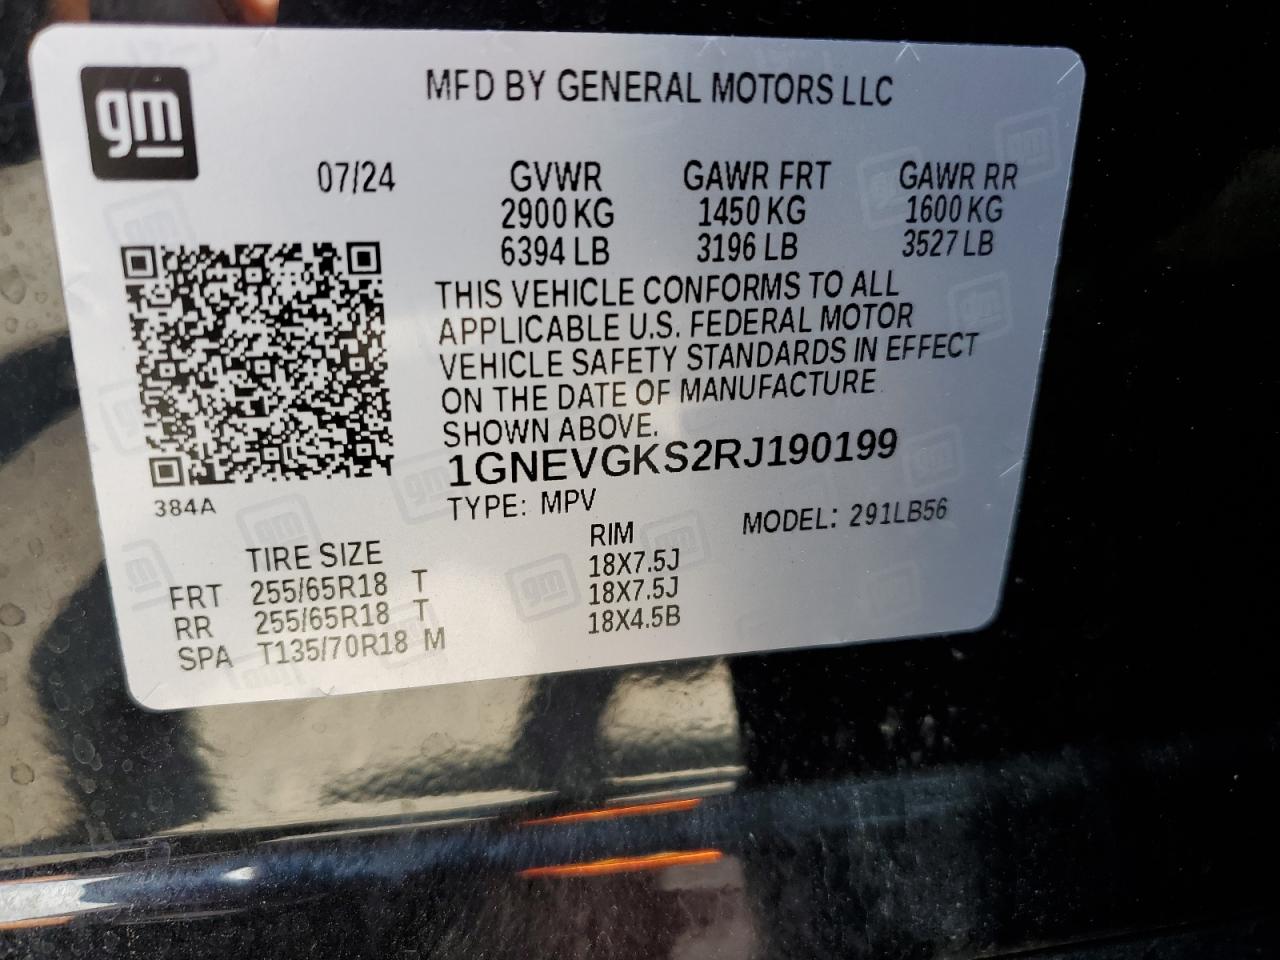 gm
MFD BY GENERAL MOTORS LLC
07/24 GVWR GAWR FRT GAWR RR
2900 KG 1450 KG 1600 KG
6394 LB 3196 LB 3527 LB
THIS VEHICLE CONFORMS TO ALL
APPLICABLE U.S. FEDERAL MOTOR
VEHICLE SAFETY STANDARDS IN EFFECT
ON THE DATE OF MANUFACTURE
SHOWN ABOVE.
1GNEVGKS2RJ190199
384A
TYPE: MPV MODEL: 291LB56
TIRE SIZE RIM
FRT 255/65R18 T 18X7.5J
RR 255/65R18 T 18X7.5J
SPA T135/70R18 M 18X4.5B